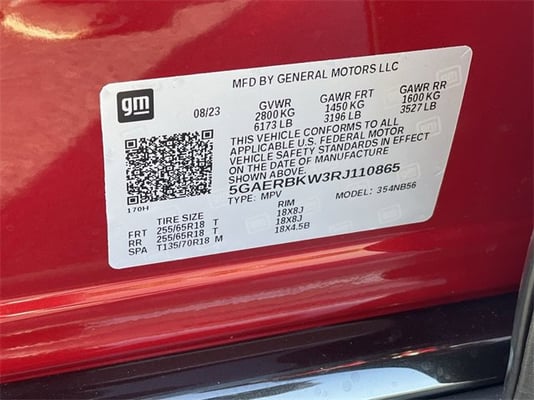 MFD BY GENERAL MOTORS LLC
gm
08/23
GVWR GAWR FRT GAWR RR
2800 KG 1450 KG 1600 KG
6173 LB 3196 LB 3527 LB
THIS VEHICLE CONFORMS TO ALL
APPLICABLE U.S. FEDERAL MOTOR
VEHICLE SAFETY STANDARDS IN EFFECT
ON THE DATE OF MANUFACTURE
SHOWN ABOVE.
5GAERBKW3RJ110865
TYPE: MPV MODEL: 354NB56
170H
TIRE SIZE RIM
FRT 255/65R18 T 18X8J
RR 255/65R18 T 18X8J
SPA T135/70R18 M 18X4.5B